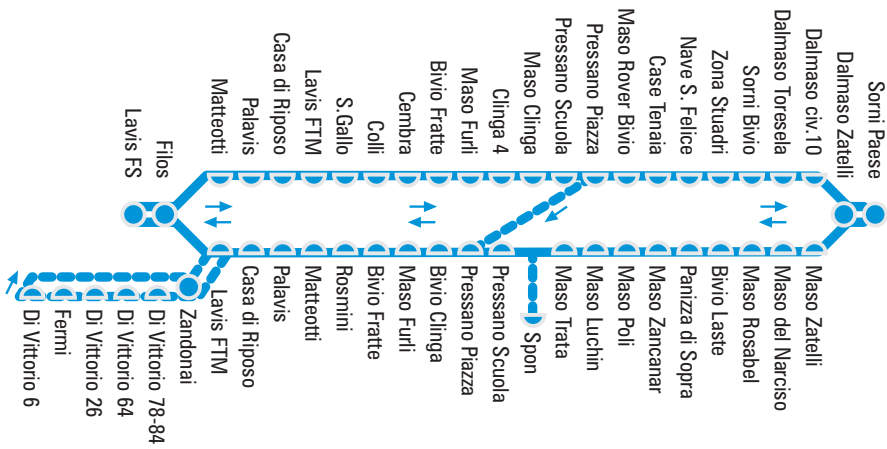 Lavis FS
Filos
Matteotti
Palavis
Casa di Riposo
Lavis FTM
S.Gallo
Colli
Cembra
Bivio Fratte
Maso Furli
Clinga 4
Maso Clinga
Pressano Scuola
Pressano Piazza
Maso Rover Bivio
Case Tenaia
Nave S. Felice
Zona Stuadri
Sorni Bivio
Dalmaso Toresela
Dalmaso civ.10
Dalmaso Zatelli
Sorni Paese
Di Vittorio 6
Fermi
Di Vittorio 26
Di Vittorio 64
Di Vittorio 78-84
Zandonai
Lavis FTM
Casa di Riposo
Palavis
Matteotti
Rosmini
Bivio Fratte
Maso Furli
Bivio Clinga
Pressano Piazza
Pressano Scuola
Spon
Maso Trata
Maso Luchin
Maso Poli
Maso Zancanar
Panizza di Sopra
Bivio Laste
Maso Rosabel
Maso del Narciso
Maso Zatelli